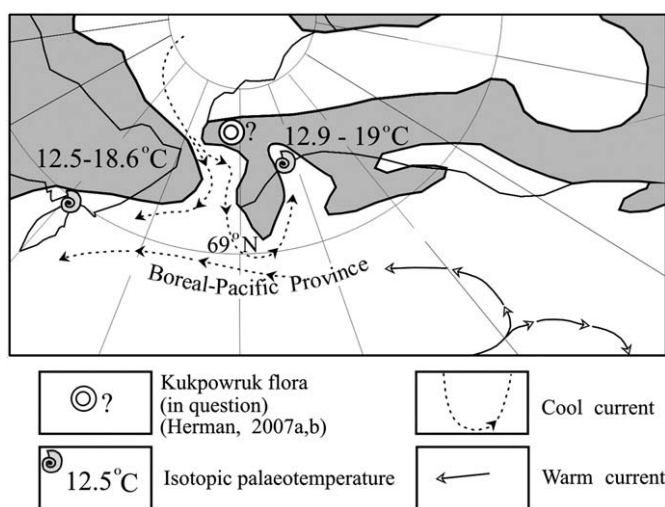 12.5-18.6°C
? 12.9 - 19°C
69°N
Boreal-Pacific Province
? Kukpowruk flora
(in question)
(Herman, 2007a,b)
Cool current
12.5°C Isotopic palaeotemperature
Warm current